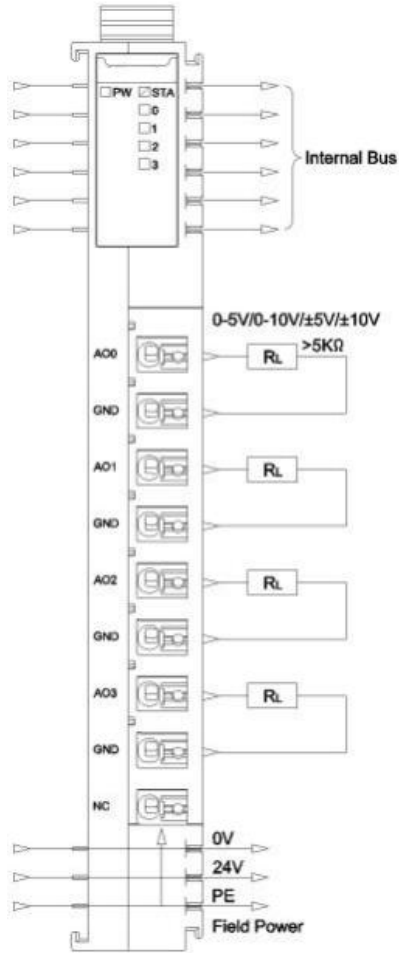 PW STA
0
1
2
3
Internal Bus
0-5V/0-10V/±5V/±10V
AO0 RL >5KΩ
GND
AO1 RL
GND
AO2 RL
GND
AO3 RL
GND
NC
0V
24V
PE
Field Power